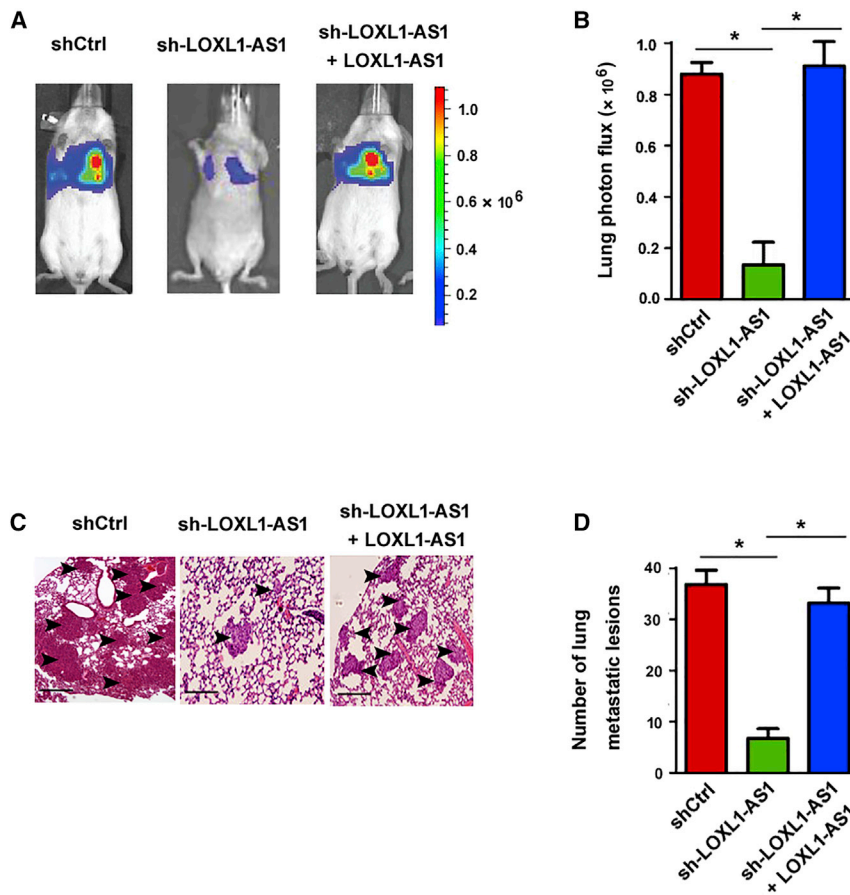 A
shCtrl
sh-LOXL1-AS1
sh-LOXL1-AS1
+ LOXL1-AS1
1.0
0.8
0.6
× 10⁶
0.4
0.2
B
Lung photon flux (× 10⁶)
1.0
0.8
0.6
0.4
0.2
0.0
*
*
shCtrl
sh-LOXL1-AS1
sh-LOXL1-AS1
+ LOXL1-AS1
C
shCtrl
sh-LOXL1-AS1
sh-LOXL1-AS1
+ LOXL1-AS1
D
Number of lung
metastatic lesions
40
30
20
10
0
*
*
shCtrl
sh-LOXL1-AS1
sh-LOXL1-AS1
+ LOXL1-AS1